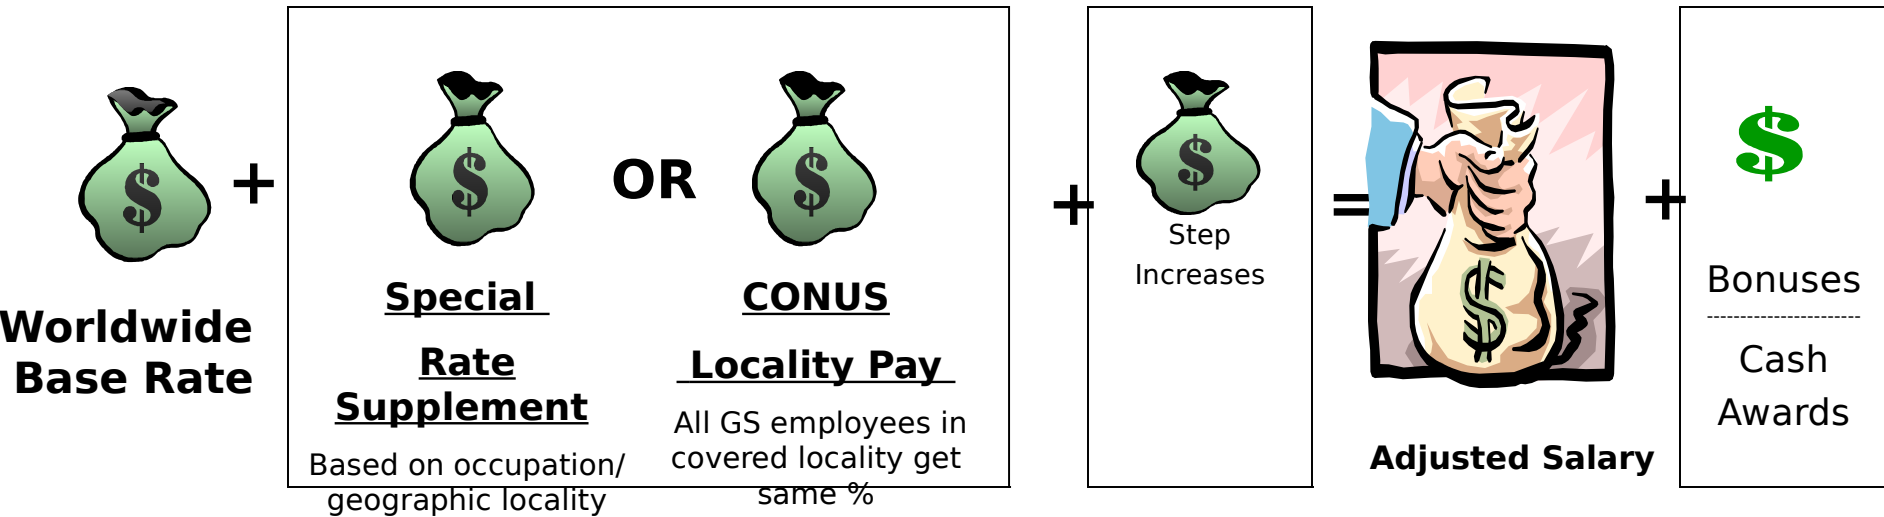 Worldwide
Base Rate
+
$
$
OR
$
Special
Rate
Supplement
Based on occupation/
geographic locality
CONUS
Locality Pay
All GS employees in
covered locality get
same %
+
$
Step
Increases
=
$
Adjusted Salary
+
$
Bonuses
------------------------
Cash
Awards